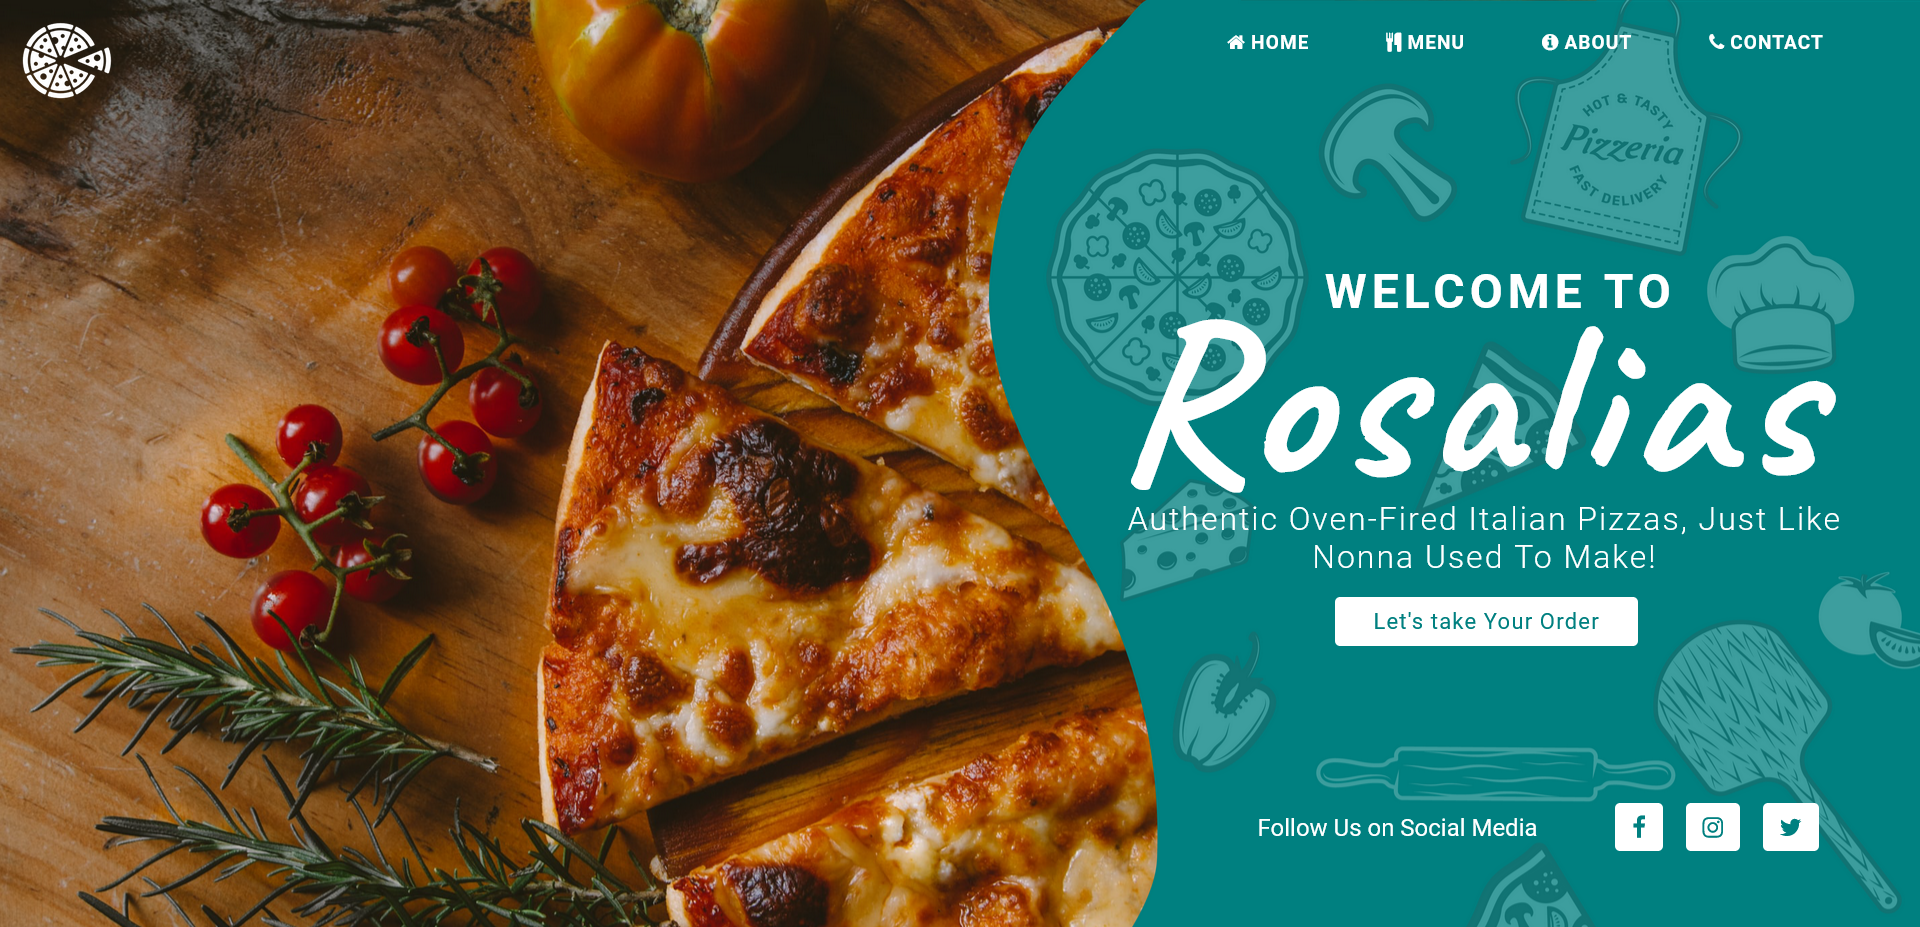 HOME
MENU
ABOUT
CONTACT
HOT & TASTY
Pizzeria
FAST DELIVERY
WELCOME TO
Rosalias
Authentic Oven-Fired Italian Pizzas, Just Like
Nonna Used To Make!
Let's take Your Order
Follow Us on Social Media